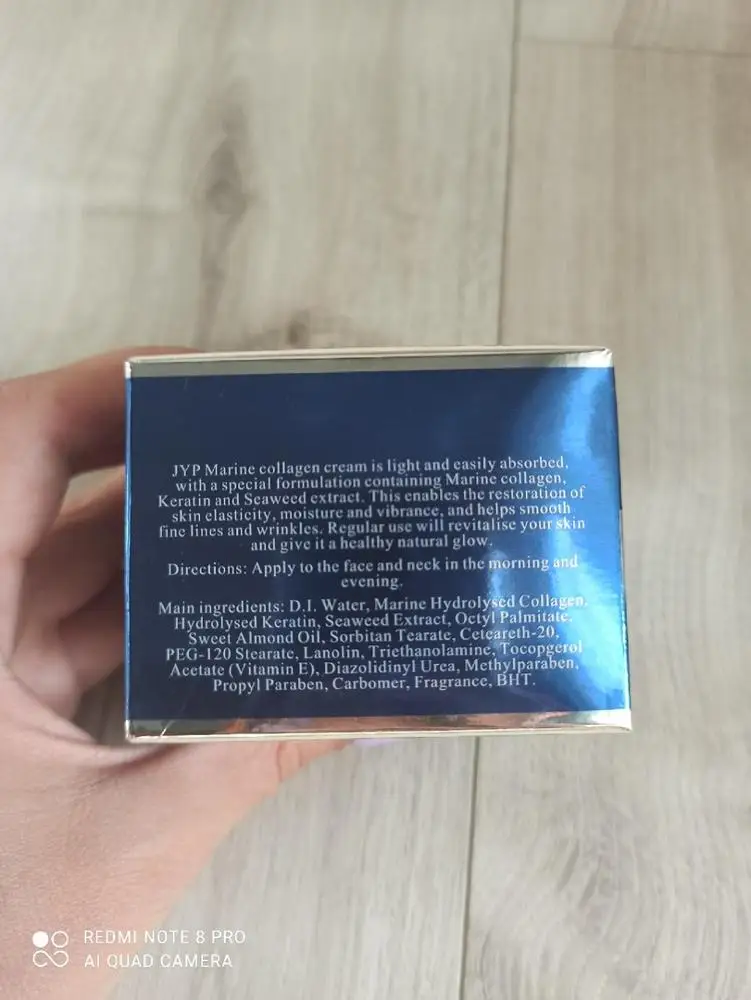 JYP Marine collagen cream is light and easily absorbed,
with a special formulation containing Marine collagen,
Keratin and Seaweed extract. This enables the restoration of
skin elasticity, moisture and vibrance, and helps smooth
fine lines and wrinkles. Regular use will revitalise your skin
and give it a healthy natural glow.
Directions: Apply to the face and neck in the morning and
evening.
Main ingredients: D.I. Water, Marine Hydrolysed Collagen,
Hydrolysed Keratin, Seaweed Extract, Octyl Palmitate,
Sweet Almond Oil, Sorbitan Tearate, Ceteareth-20,
PEG-120 Stearate, Lanolin, Triethanolamine, Tocopgerol
Acetate (Vitamin E), Diazolidinyl Urea, Methylparaben,
Propyl Paraben, Carbomer, Fragrance, BHT.
REDMI NOTE 8 PRO
AI QUAD CAMERA